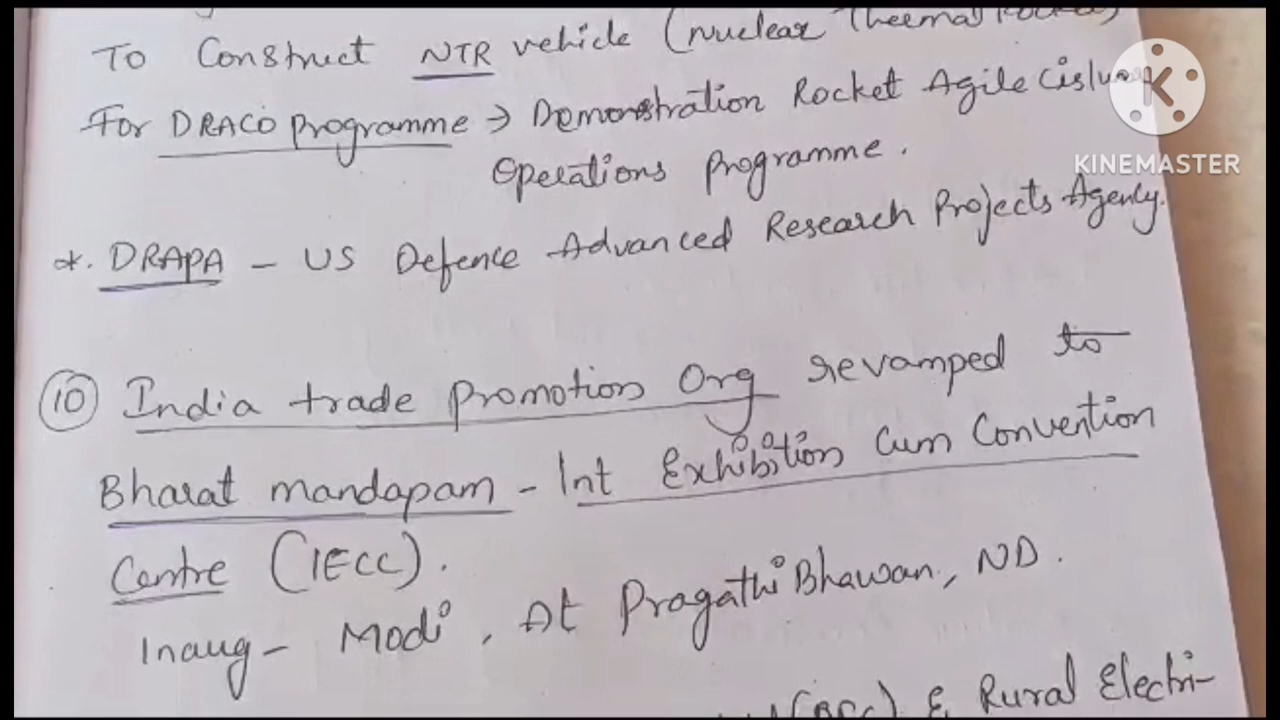 To Construct NTR vehicle (Nuclear Thermal Rocket)
For DRACO programme → Demonstration Rocket Agile Cislunar
Operations Programme.
*. DRAPA - US Defence Advanced Research Projects Agency.
(10) India trade promotion Org revamped to
Bharat mandapam - Int Exhibition Cum Convention
Centre (IECC).
Inaug - Modi, At Pragathi Bhawan, ND.
& Rural Electri-
KINEMASTER